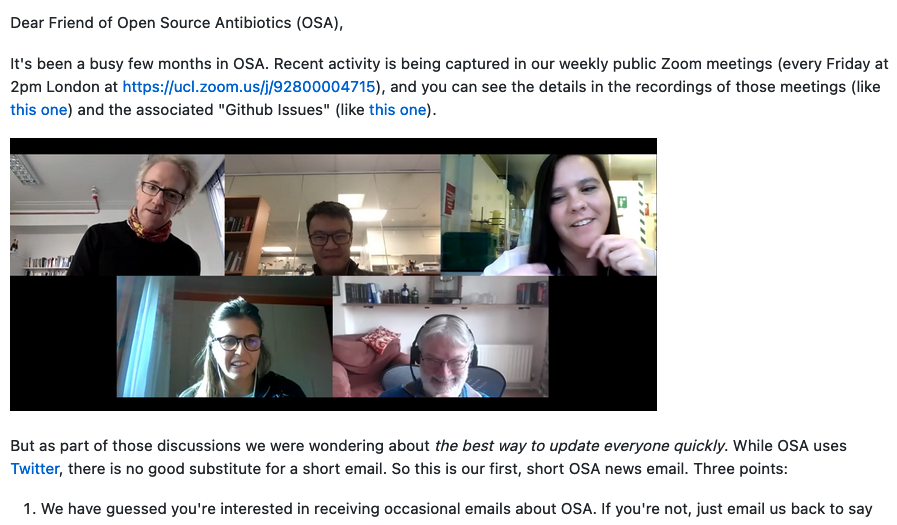 Dear Friend of Open Source Antibiotics (OSA),
It's been a busy few months in OSA. Recent activity is being captured in our weekly public Zoom meetings (every Friday at
2pm London at https://ucl.zoom.us/j/92800004715), and you can see the details in the recordings of those meetings (like
this one) and the associated "Github Issues" (like this one).
But as part of those discussions we were wondering about the best way to update everyone quickly. While OSA uses
Twitter, there is no good substitute for a short email. So this is our first, short OSA news email. Three points:
1. We have guessed you're interested in receiving occasional emails about OSA. If you're not, just email us back to say